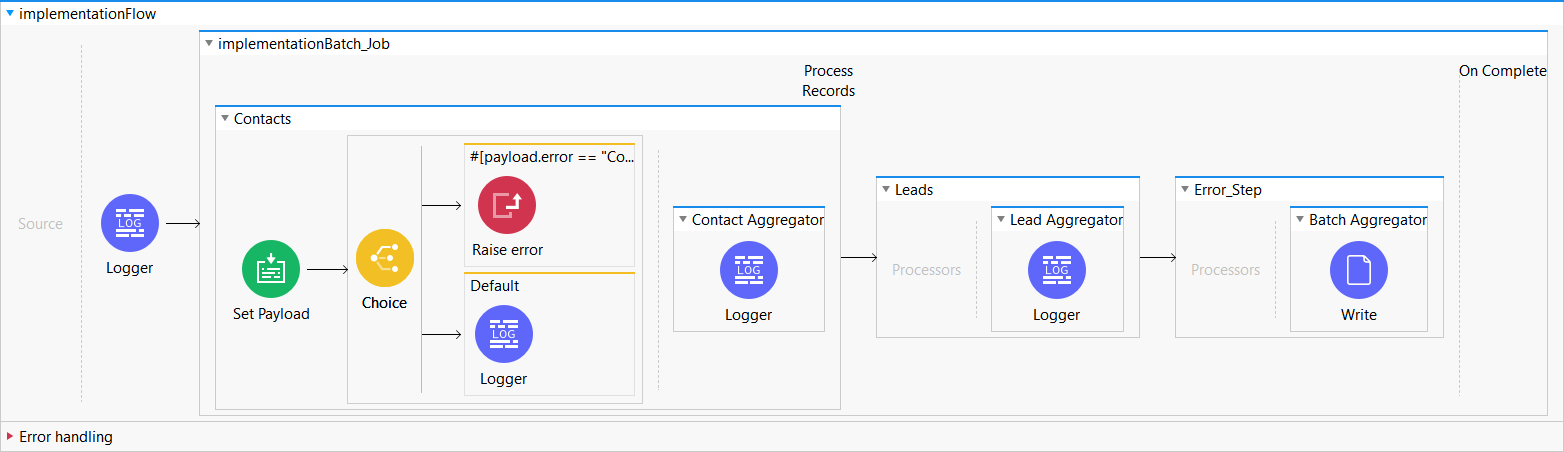 implementationFlow
Source
LOG
Logger
implementationBatch_Job
Process
Records
On Complete
Contacts
Set Payload
Choice
#[payload.error == "Co...
Raise error
Default
LOG
Logger
Contact Aggregator
LOG
Logger
Leads
Processors
Lead Aggregator
LOG
Logger
Error_Step
Processors
Batch Aggregator
Write
Error handling